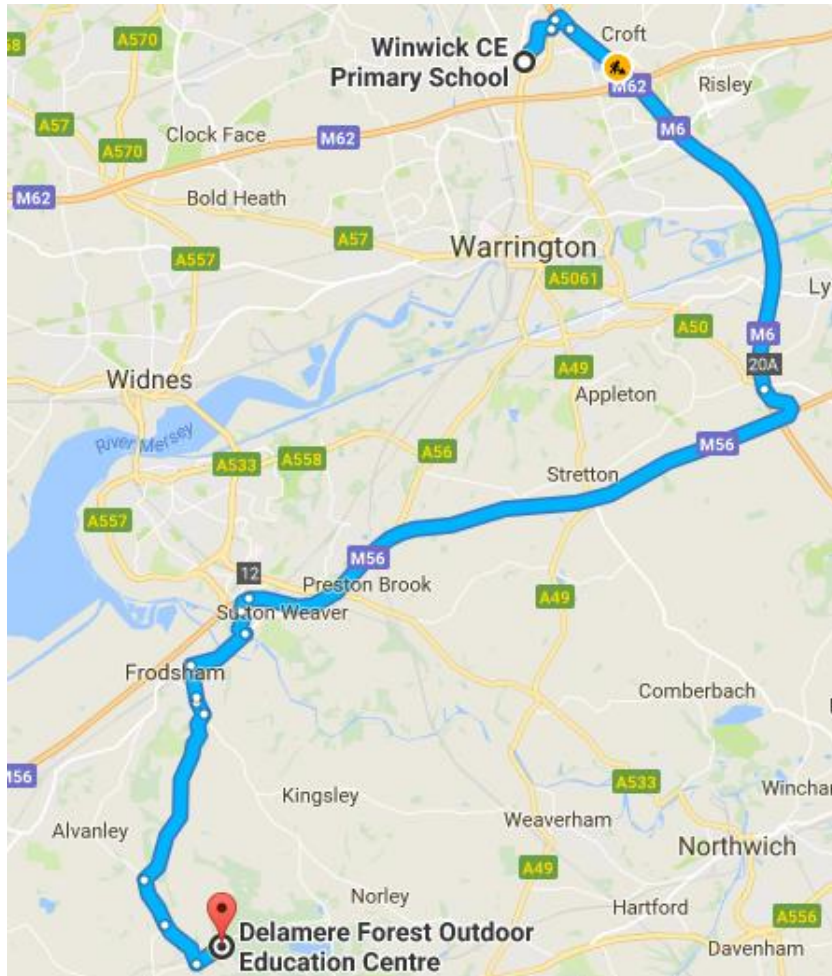 A570
Winwick CE
Primary School
Croft
M62
Risley
A57
Clock Face
M62
M6
A570
M62
Bold Heath
A57
Warrington
A557
A5061
Ly
A50
M6
20A
Widnes
A49
Appleton
River Mersey
A533
A558
A56
M56
Stretton
A557
M56
12
Preston Brook
Sutton Weaver
A49
Frodsham
Comberbach
M56
A533
Kingsley
Wincha
Alvanley
Weaverham
Northwich
A49
Norley
Hartford
A556
Delamere Forest Outdoor
Education Centre
Davenham